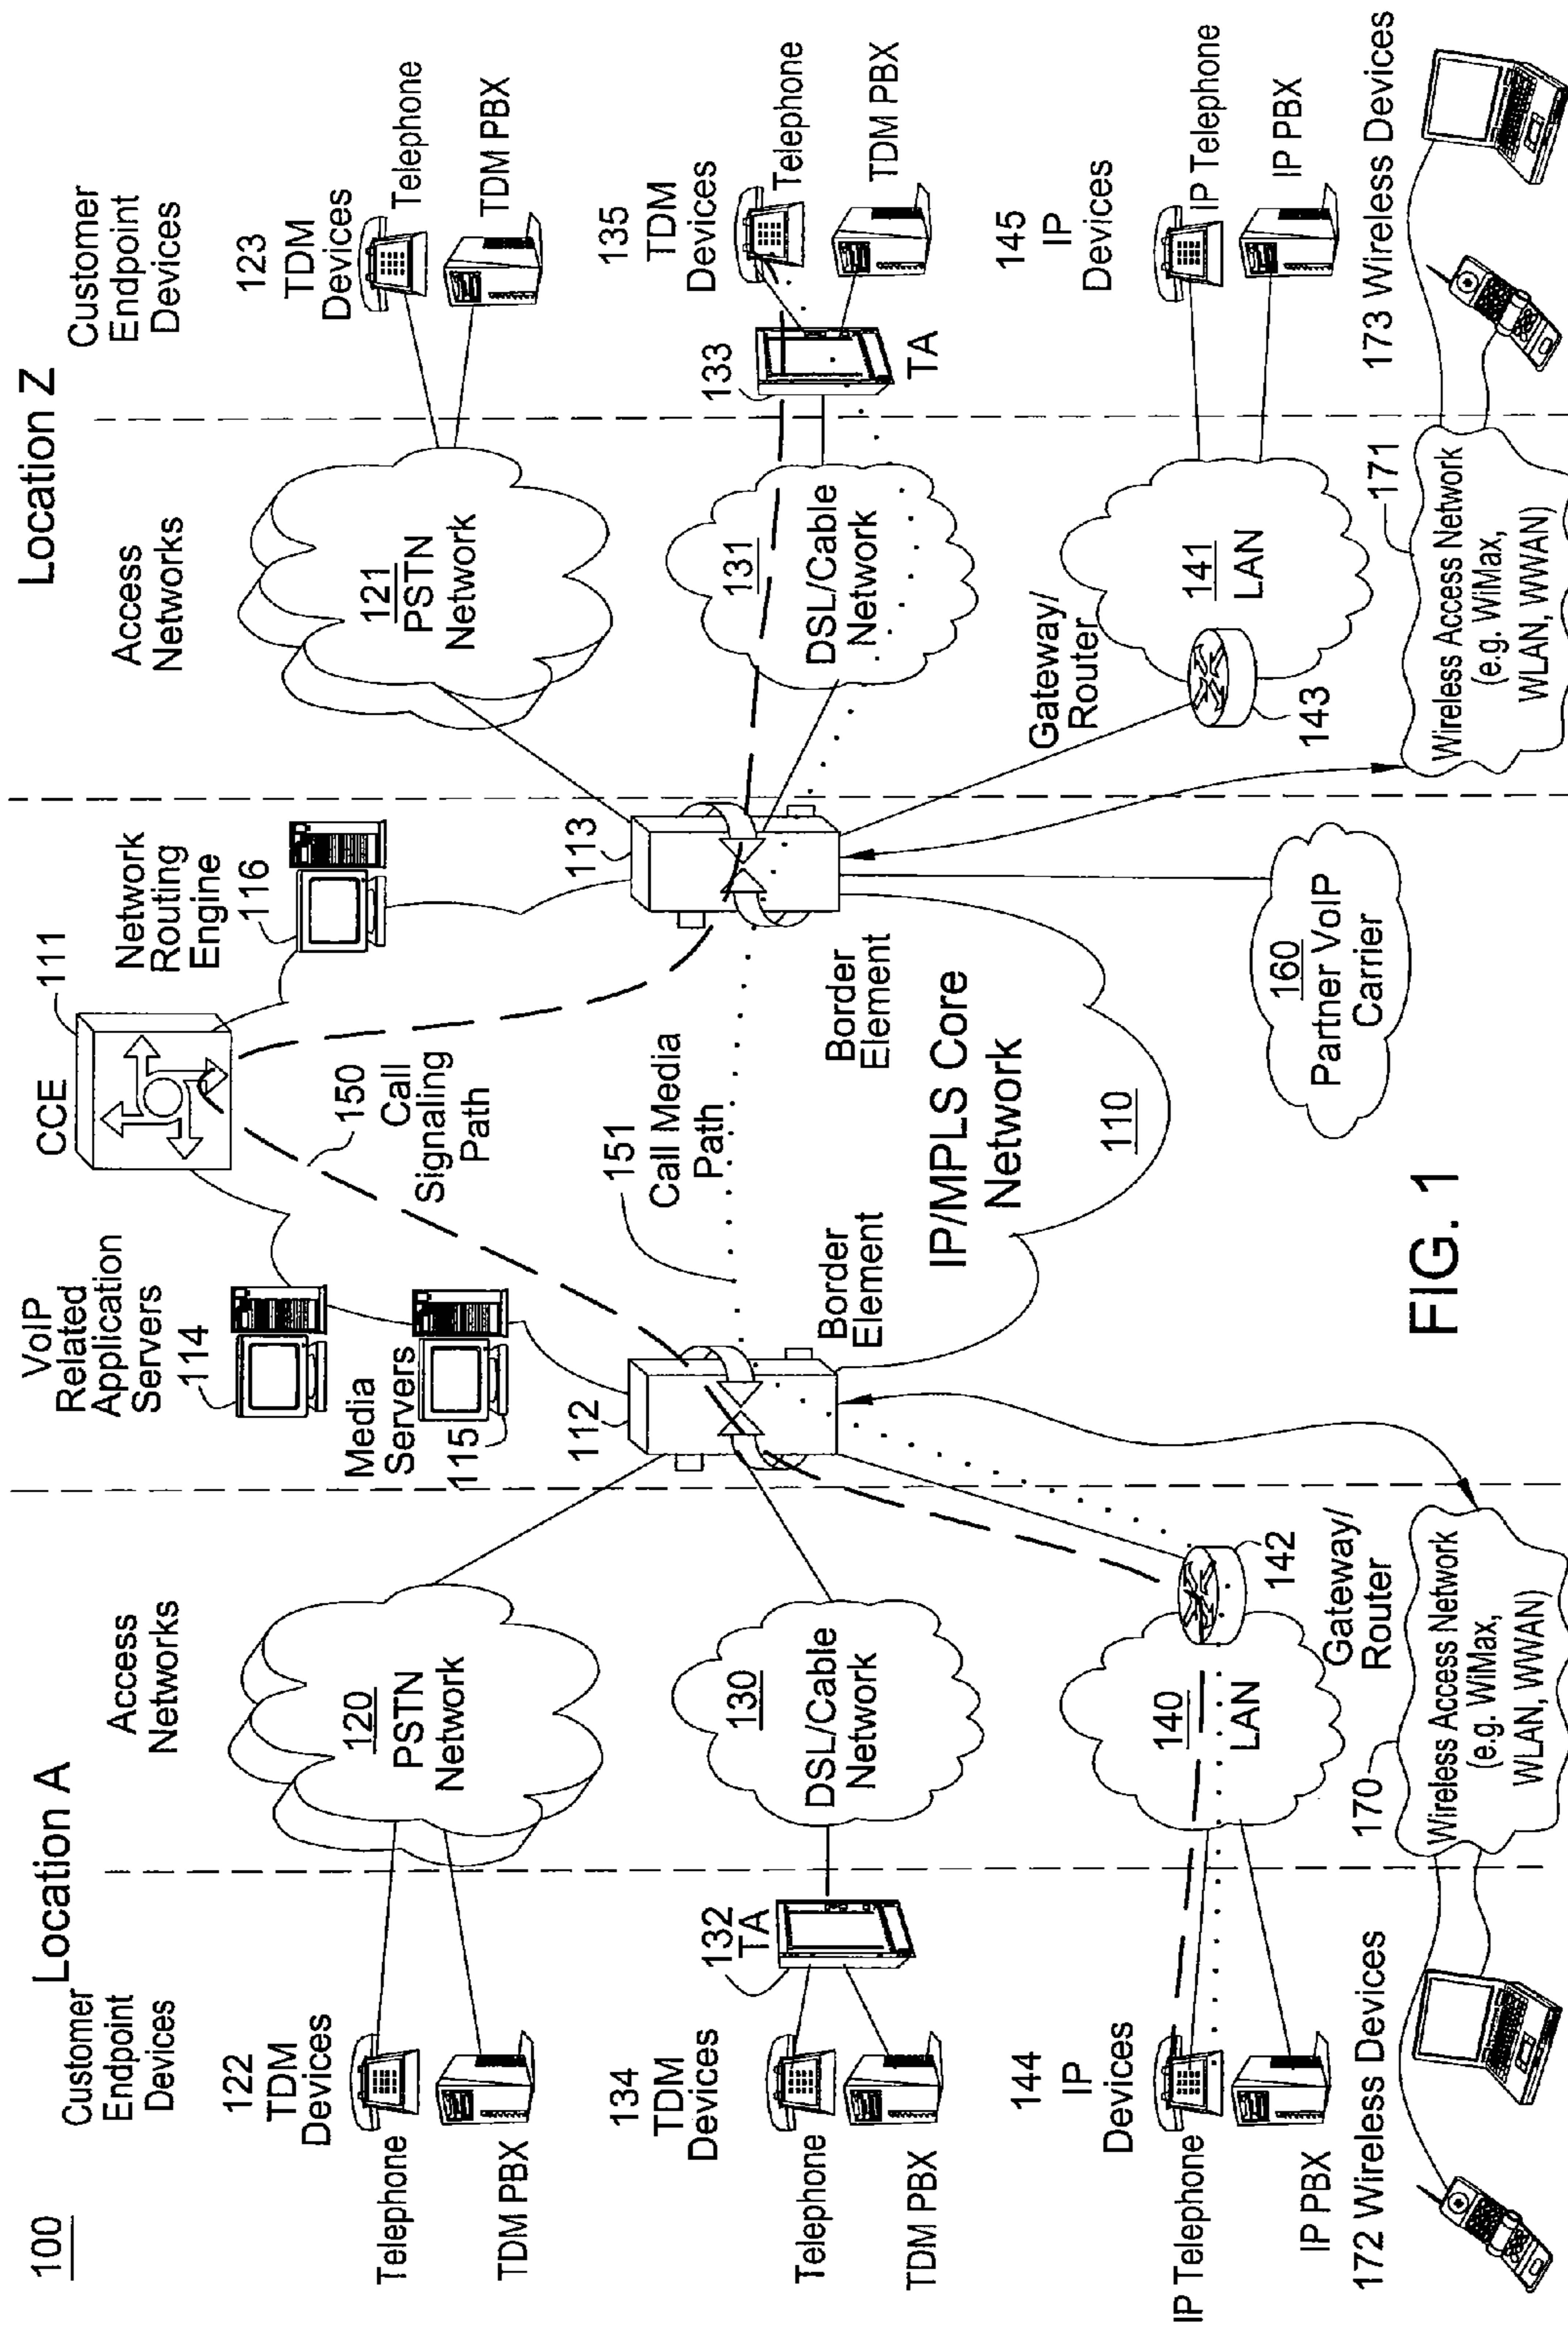 100
Location A
Location Z
Customer
Endpoint
Devices
Access
Networks
VoIP
Related
Application
Servers
114
CCE
111
Network
Routing
Engine
116
Access
Networks
Customer
Endpoint
Devices
122
TDM
Devices
Telephone
TDM PBX
120
PSTN
Network
Media
Servers
115
112
150
Call
Signaling
Path
113
121
PSTN
Network
123
TDM
Devices
Telephone
TDM PBX
134
TDM
Devices
Telephone
TDM PBX
132
TA
130
DSL/Cable
Network
151
Call Media
Path
Border
Element
Border
Element
131
DSL/Cable
Network
133
TA
135
TDM
Devices
Telephone
TDM PBX
IP/MPLS Core
Network
110
144
IP
Devices
IP Telephone
IP PBX
140
LAN
142
Gateway/
Router
Gateway/
Router
143
141
LAN
145
IP
Devices
IP Telephone
IP PBX
160
Partner VoIP
Carrier
172 Wireless Devices
170
Wireless Access Network
(e.g. WiMax,
WLAN, WWAN)
171
Wireless Access Network
(e.g. WiMax,
WLAN, WWAN)
173 Wireless Devices
FIG. 1